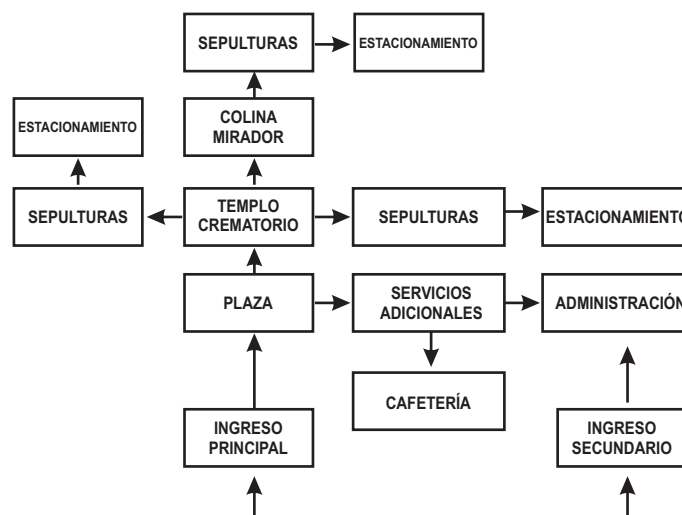 SEPULTURAS
ESTACIONAMIENTO
ESTACIONAMIENTO
COLINA
MIRADOR
SEPULTURAS
TEMPLO
CREMATORIO
SEPULTURAS
ESTACIONAMIENTO
PLAZA
SERVICIOS
ADICIONALES
ADMINISTRACIÓN
CAFETERÍA
INGRESO
PRINCIPAL
INGRESO
SECUNDARIO